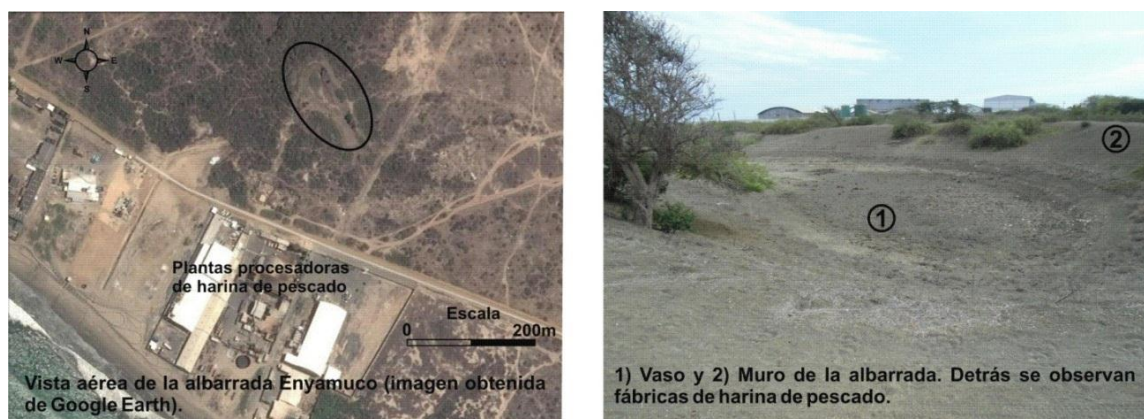 N
W
E
S
Plantas procesadoras
de harina de pescado
Escala
0
200m
Vista aérea de la albarrada Enyamuco (imagen obtenida
de Google Earth).
1
2
1) Vaso y 2) Muro de la albarrada. Detrás se observan
fábricas de harina de pescado.